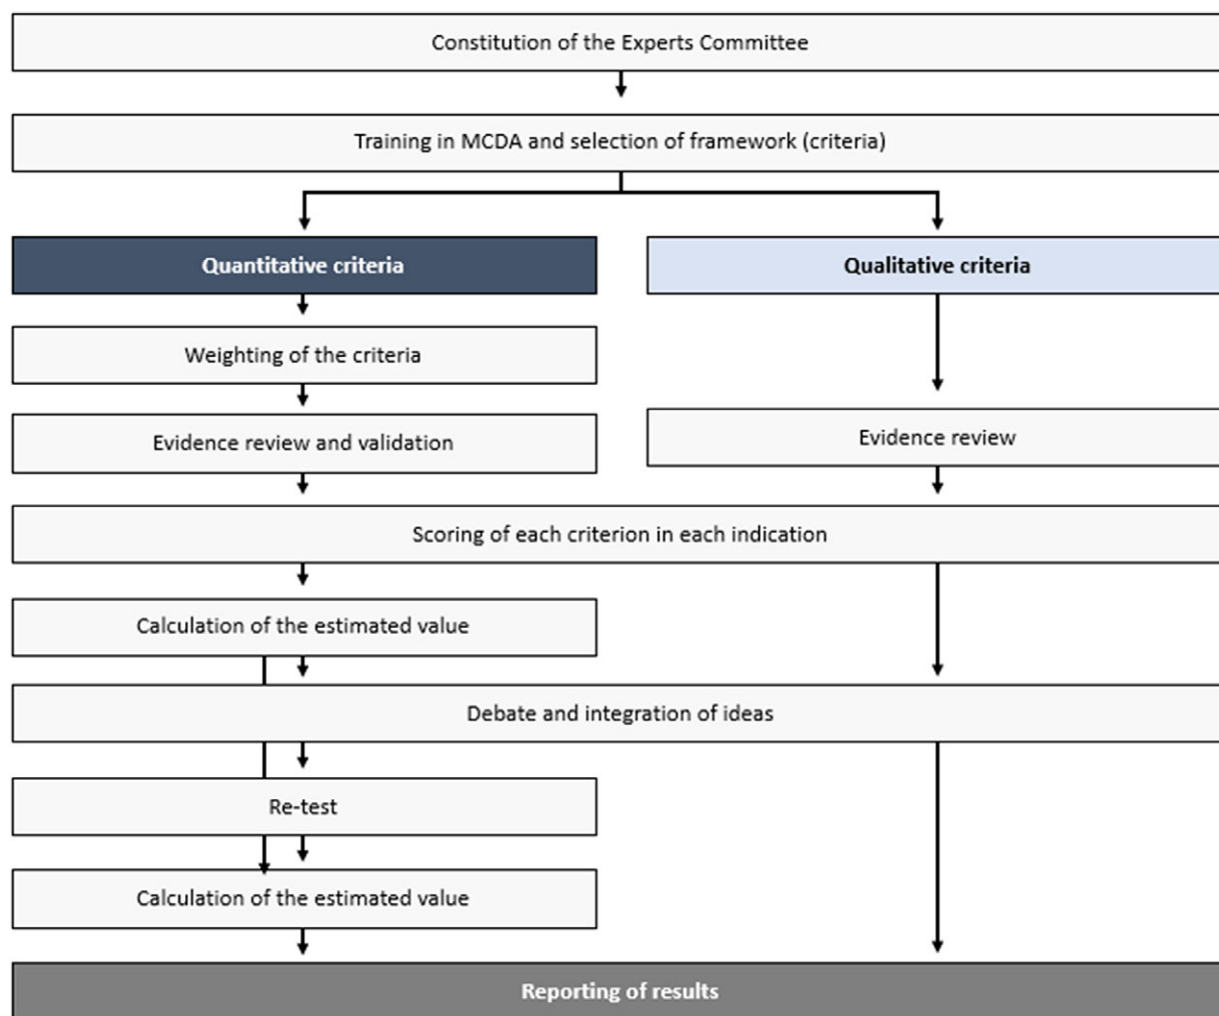 Constitution of the Experts Committee
Training in MCDA and selection of framework (criteria)
Quantitative criteria
Qualitative criteria
Weighting of the criteria
Evidence review and validation
Evidence review
Scoring of each criterion in each indication
Calculation of the estimated value
Debate and integration of ideas
Re-test
Calculation of the estimated value
Reporting of results